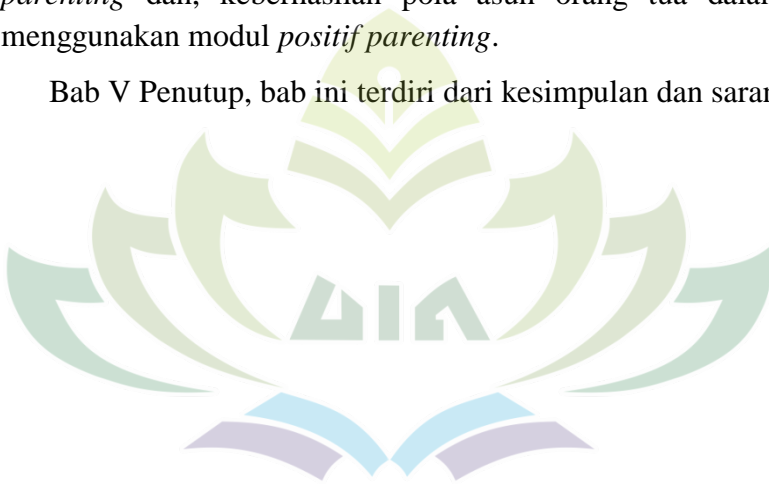 parenting dan, keberhasilan pola asuh orang tua dalam
menggunakan modul positif parenting.
Bab V Penutup, bab ini terdiri dari kesimpulan dan saran
UIN